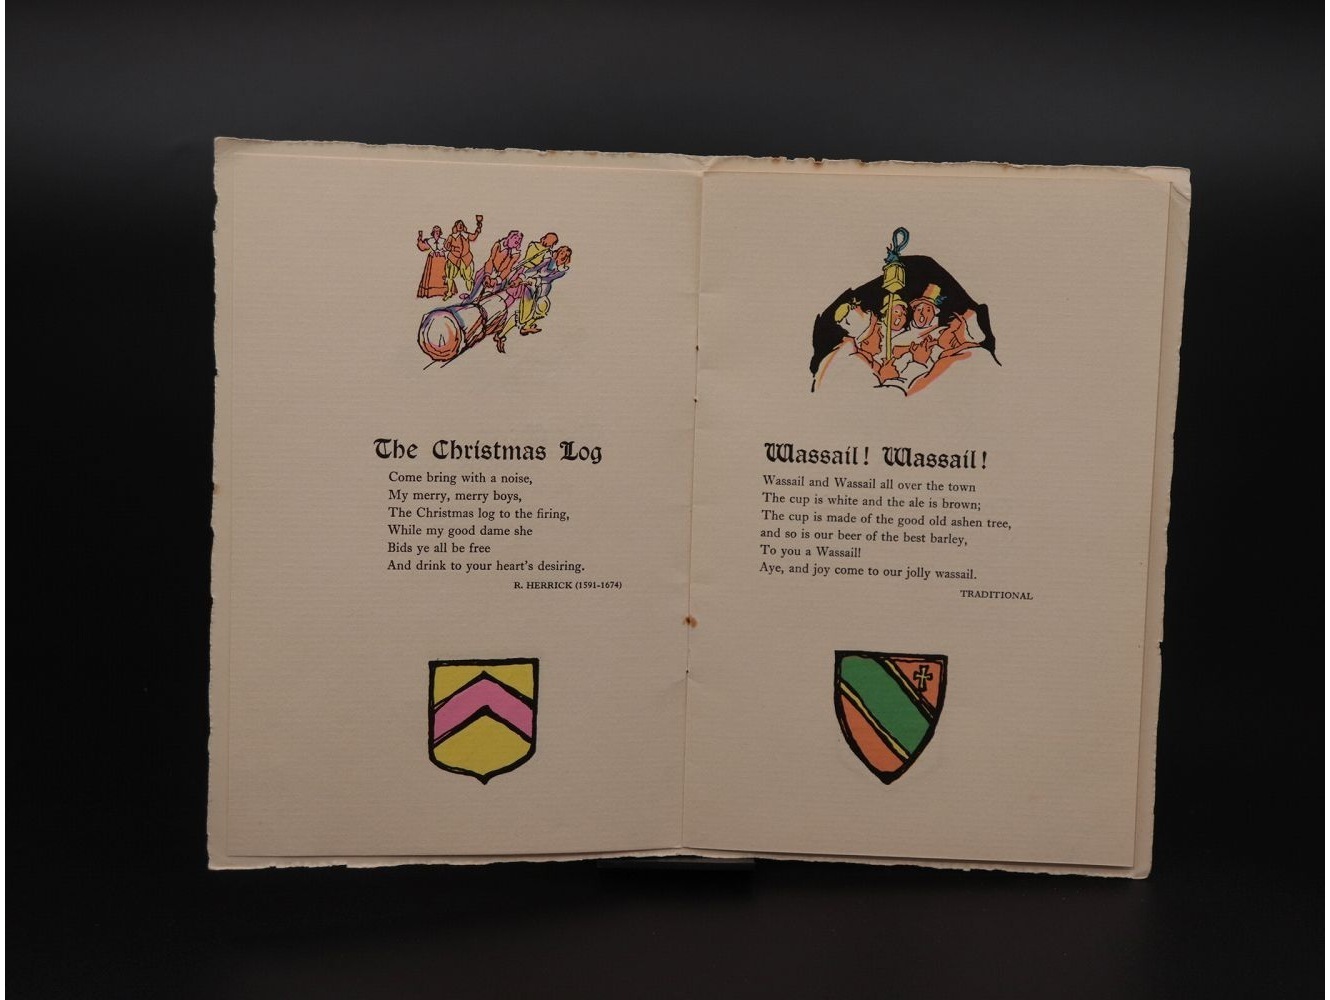 The Christmas Log
Come bring with a noise,
My merry, merry boys,
The Christmas log to the firing,
While my good dame she
Bids ye all be free
And drink to your heart's desiring.
R. HERRICK (1591-1674)
Wassail! Wassail!
Wassail and Wassail all over the town
The cup is white and the ale is brown;
The cup is made of the good old ashen tree,
and so is our beer of the best barley,
To you a Wassail!
Aye, and joy come to our jolly wassail.
TRADITIONAL